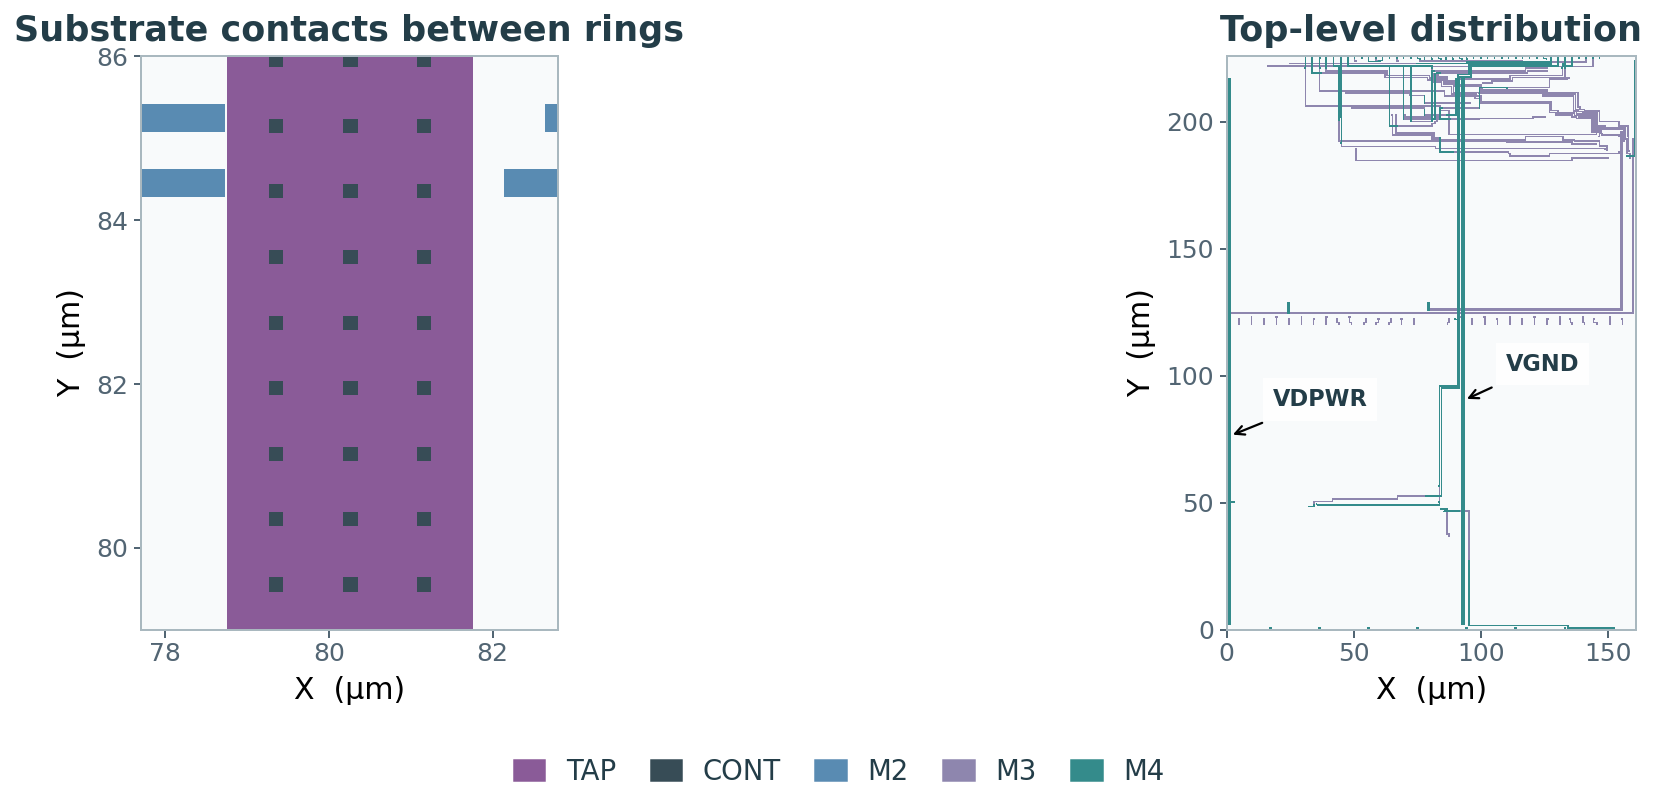 Substrate contacts between rings
86
84
82
80
Y (µm)
78
80
82
X (µm)
Top-level distribution
200
150
100
50
0
Y (µm)
VGND
VDPWR
0
50
100
150
X (µm)
TAP
CONT
M2
M3
M4